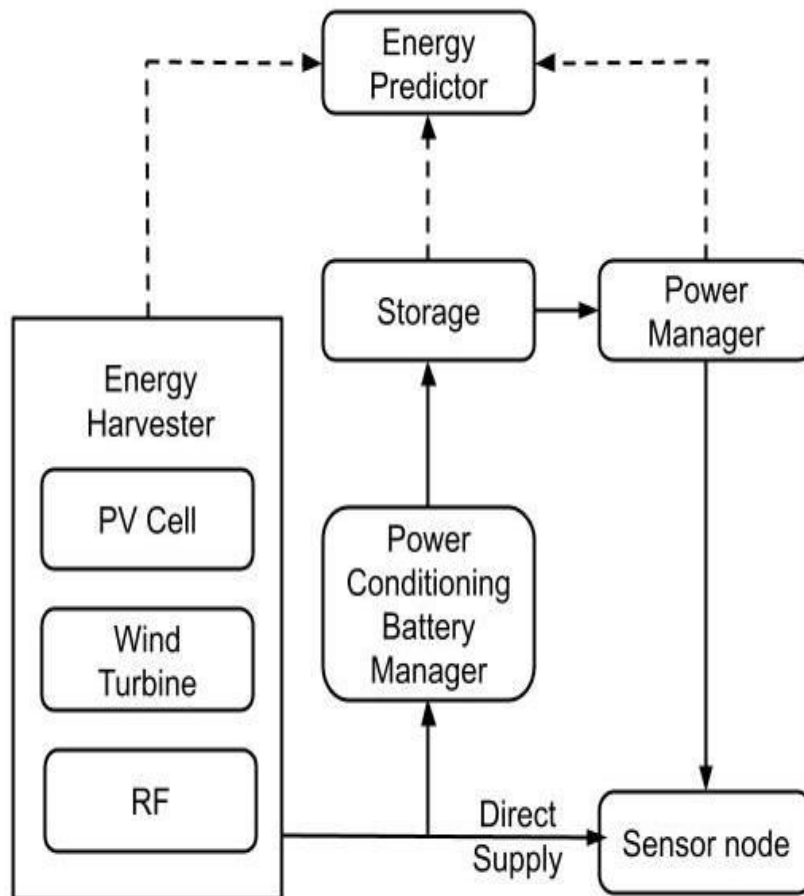 Energy
Predictor
Storage
Power
Manager
Energy
Harvester
PV Cell
Wind
Turbine
RF
Power
Conditioning
Battery
Manager
Direct
Supply
Sensor node